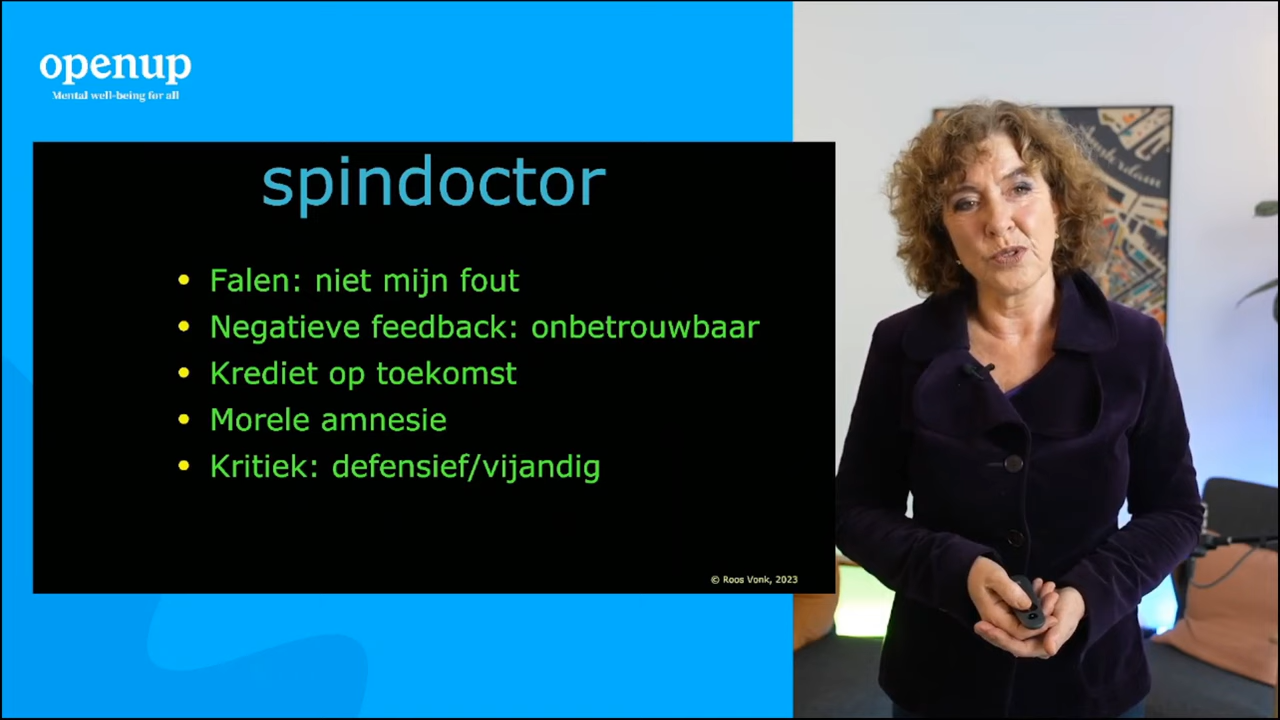 openup
Mental well-being for all
spindoctor
• Falen: niet mijn fout
• Negatieve feedback: onbetrouwbaar
• Krediet op toekomst
• Morele amnesie
• Kritiek: defensief/vijandig
© Roos Vonk, 2023